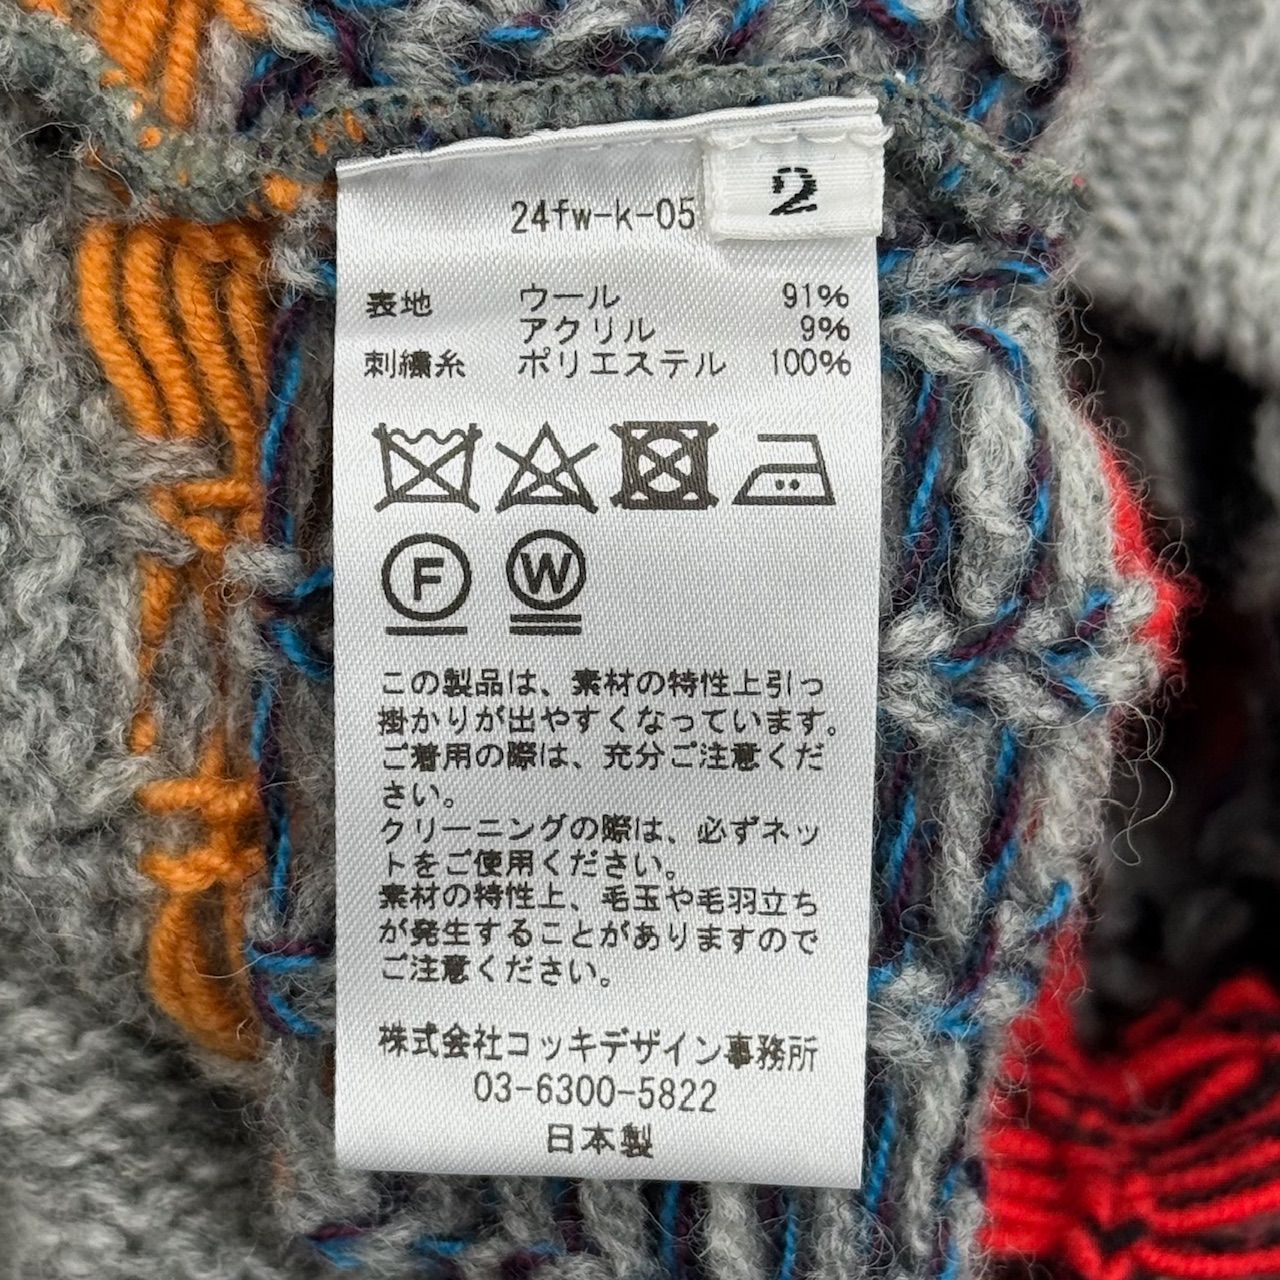 2
24fw-k-05
表地 ウール 91%
アクリル 9%
刺繍糸 ポリエステル 100%
F W
この製品は、素材の特性上引っ
掛かりが出やすくなっています。
ご着用の際は、充分ご注意くだ
さい。
クリーニングの際は、必ずネッ
トをご使用ください。
素材の特性上、毛玉や毛羽立ち
が発生することがありますので
ご注意ください。
株式会社コッキデザイン事務所
03-6300-5822
日本製